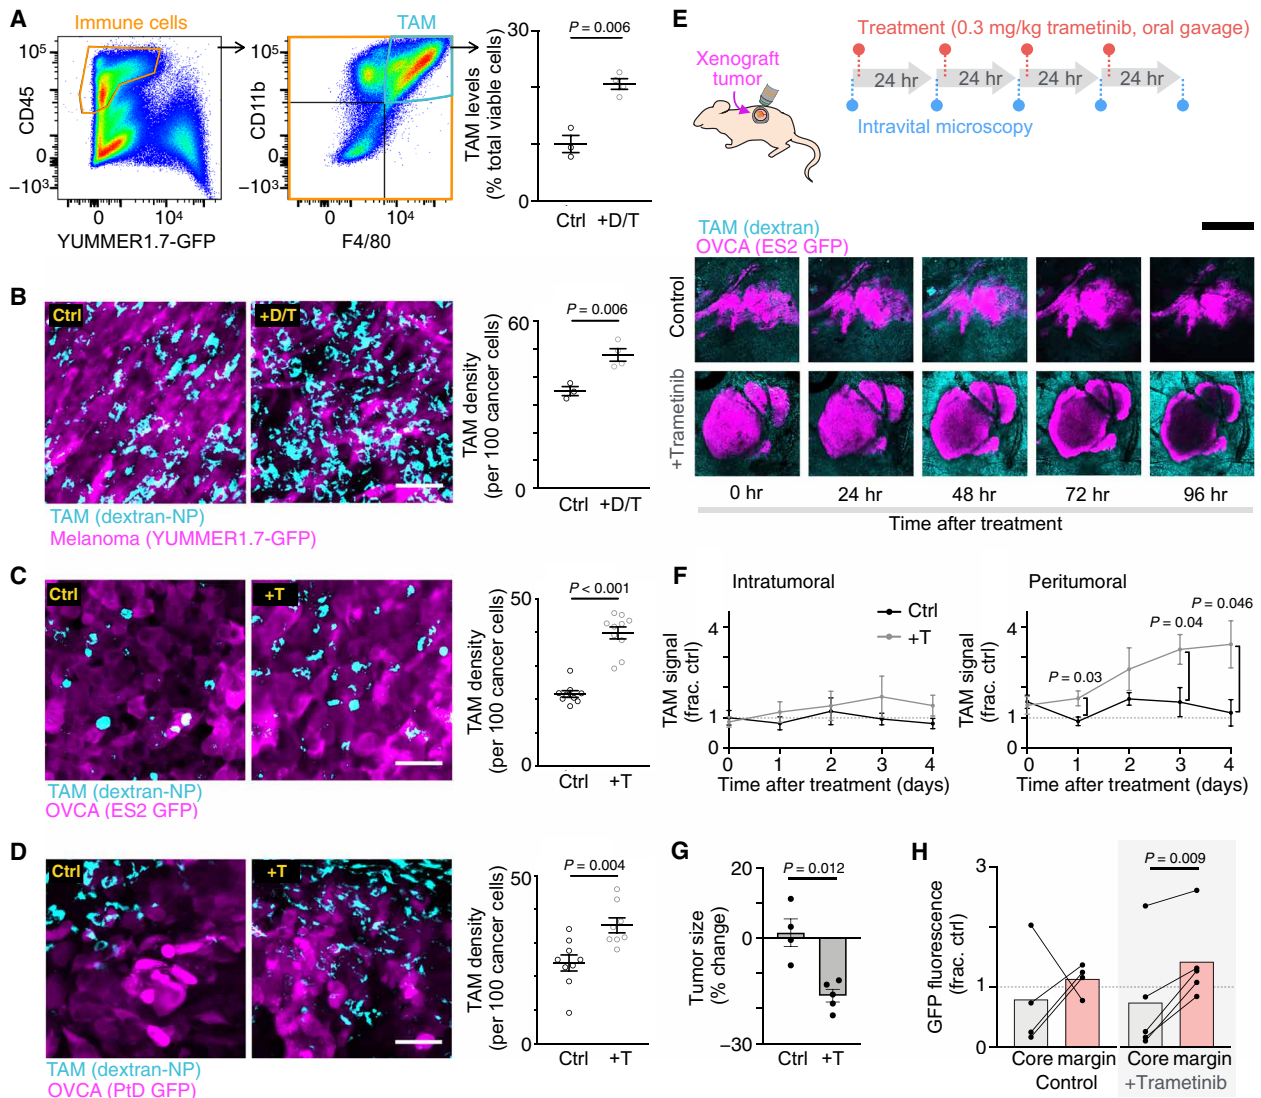 A
Immune cells
TAM
CD45
10⁵
0
−10³
0
10⁴
YUMMER1.7-GFP
CD11b
10⁵
0
−10³
0
10⁴
F4/80
TAM levels
(% total viable cells)
30
0
P = 0.006
Ctrl +D/T
B
Ctrl
+D/T
TAM (dextran-NP)
Melanoma (YUMMER1.7-GFP)
TAM density
(per 100 cancer cells)
60
0
P = 0.006
Ctrl +D/T
C
Ctrl
+T
TAM (dextran-NP)
OVCA (ES2 GFP)
TAM density
(per 100 cancer cells)
50
0
P < 0.001
Ctrl +T
D
Ctrl
+T
TAM (dextran-NP)
OVCA (PtD GFP)
TAM density
(per 100 cancer cells)
50
0
P = 0.004
Ctrl +T
E
Treatment (0.3 mg/kg trametinib, oral gavage)
Xenograft
tumor
24 hr
24 hr
24 hr
24 hr
Intravital microscopy
TAM (dextran)
OVCA (ES2 GFP)
Control
+Trametinib
0 hr
24 hr
48 hr
72 hr
96 hr
Time after treatment
F
Intratumoral
Ctrl
+T
TAM signal
(frac. ctrl)
4
1
0
0 1 2 3 4
Time after treatment (days)
Peritumoral
P = 0.03
P = 0.04
P = 0.046
TAM signal
(frac. ctrl)
4
1
0
0 1 2 3 4
Time after treatment (days)
G
Tumor size
(% change)
20
0
−30
P = 0.012
Ctrl +T
H
GFP fluorescence
(frac. ctrl)
3
1
0
P = 0.009
Core margin
Control
Core margin
+Trametinib